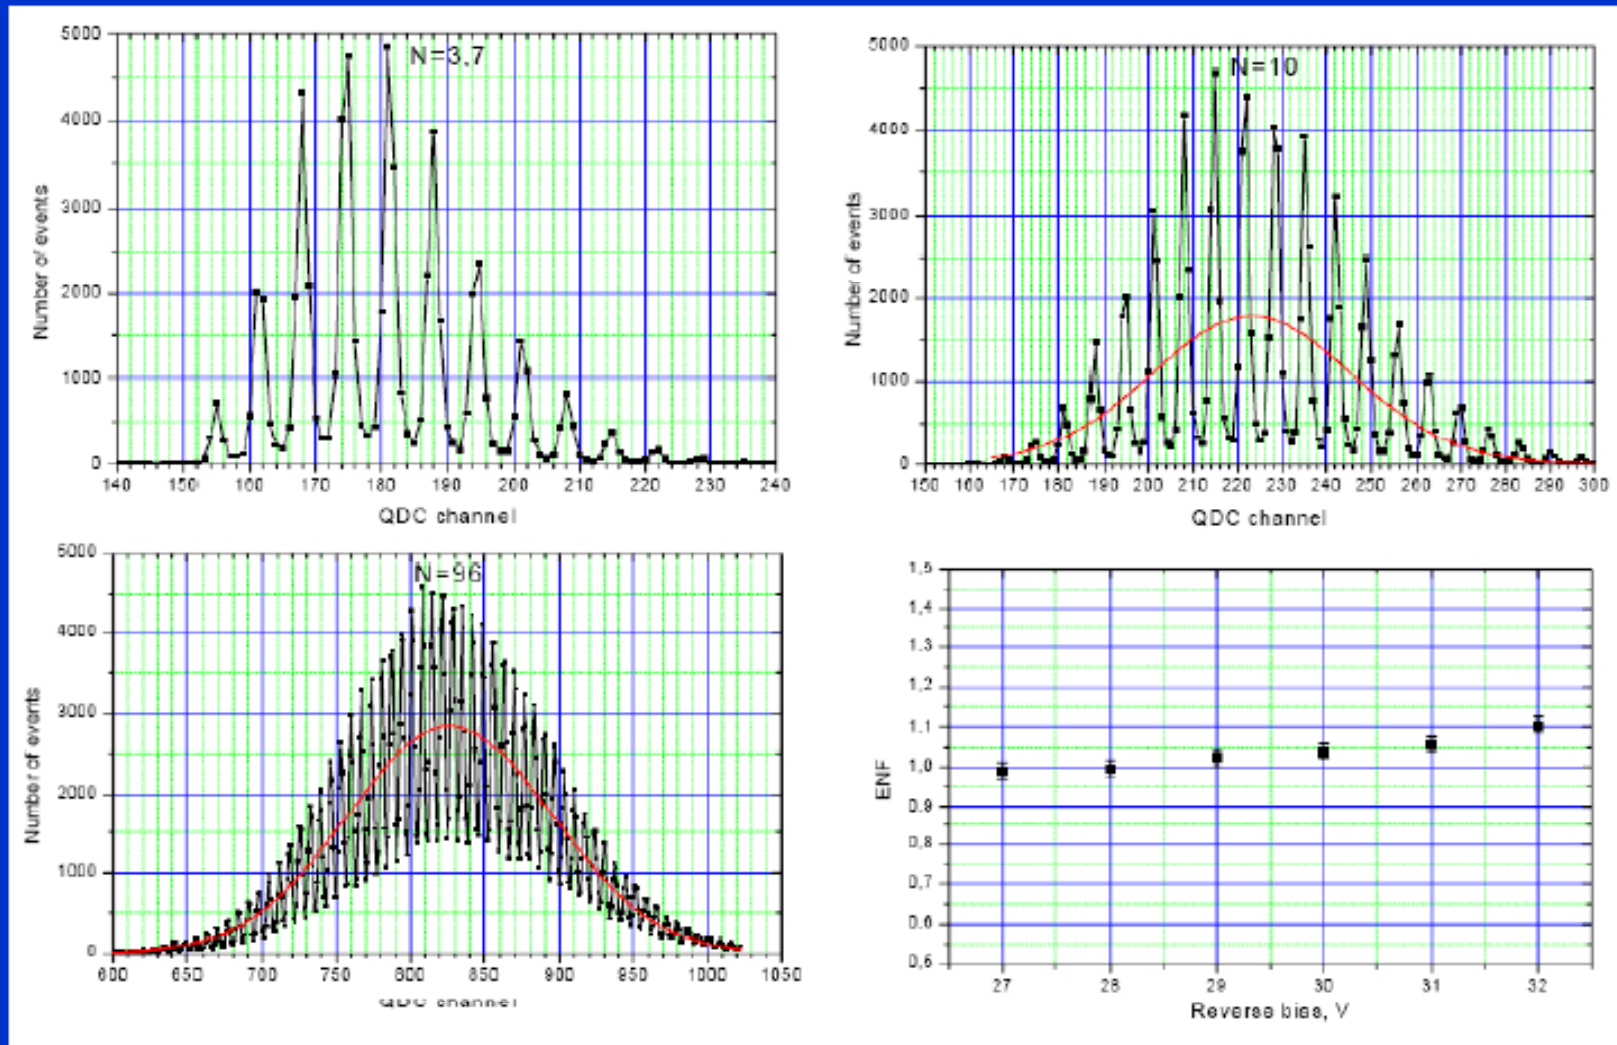 5000
4000
3000
2000
1000
0
N=3,7
Number of events
140 150 160 170 180 190 200 210 220 230 240
QDC channel
5000
4000
3000
2000
1000
0
N=10
Number of events
150 160 170 180 190 200 210 220 230 240 250 260 270 280 290 300
QDC channel
5000
4000
3000
2000
1000
0
N=96
Number of events
600 650 700 750 800 850 900 950 1000 1050
QDC channel
1,5
1,4
1,3
1,2
1,1
1,0
0,9
0,8
0,7
0,6
ENF
27 28 29 30 31 32
Reverse bias, V